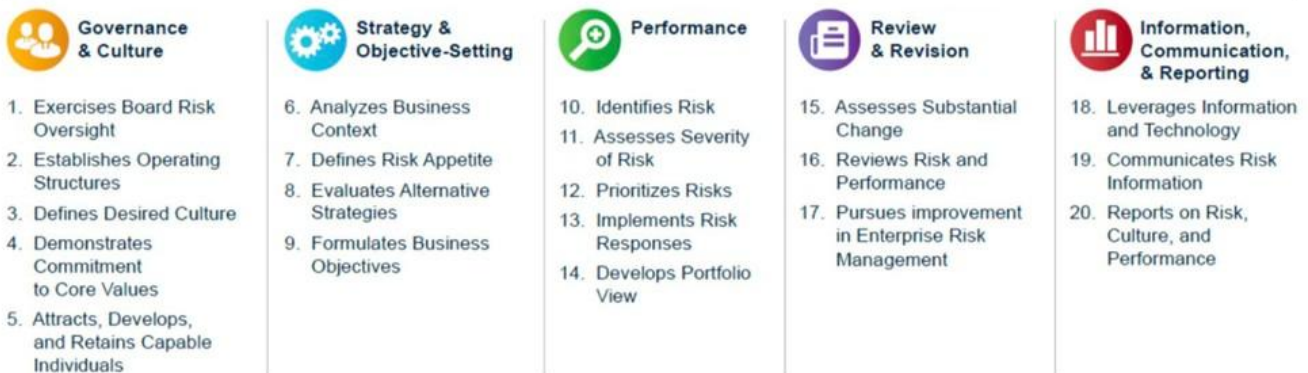 Governance
& Culture
1. Exercises Board Risk
Oversight
2. Establishes Operating
Structures
3. Defines Desired Culture
4. Demonstrates
Commitment
to Core Values
5. Attracts, Develops,
and Retains Capable
Individuals
Strategy &
Objective-Setting
6. Analyzes Business
Context
7. Defines Risk Appetite
8. Evaluates Alternative
Strategies
9. Formulates Business
Objectives
Performance
10. Identifies Risk
11. Assesses Severity
of Risk
12. Prioritizes Risks
13. Implements Risk
Responses
14. Develops Portfolio
View
Review
& Revision
15. Assesses Substantial
Change
16. Reviews Risk and
Performance
17. Pursues improvement
in Enterprise Risk
Management
Information,
Communication,
& Reporting
18. Leverages Information
and Technology
19. Communicates Risk
Information
20. Reports on Risk,
Culture, and
Performance